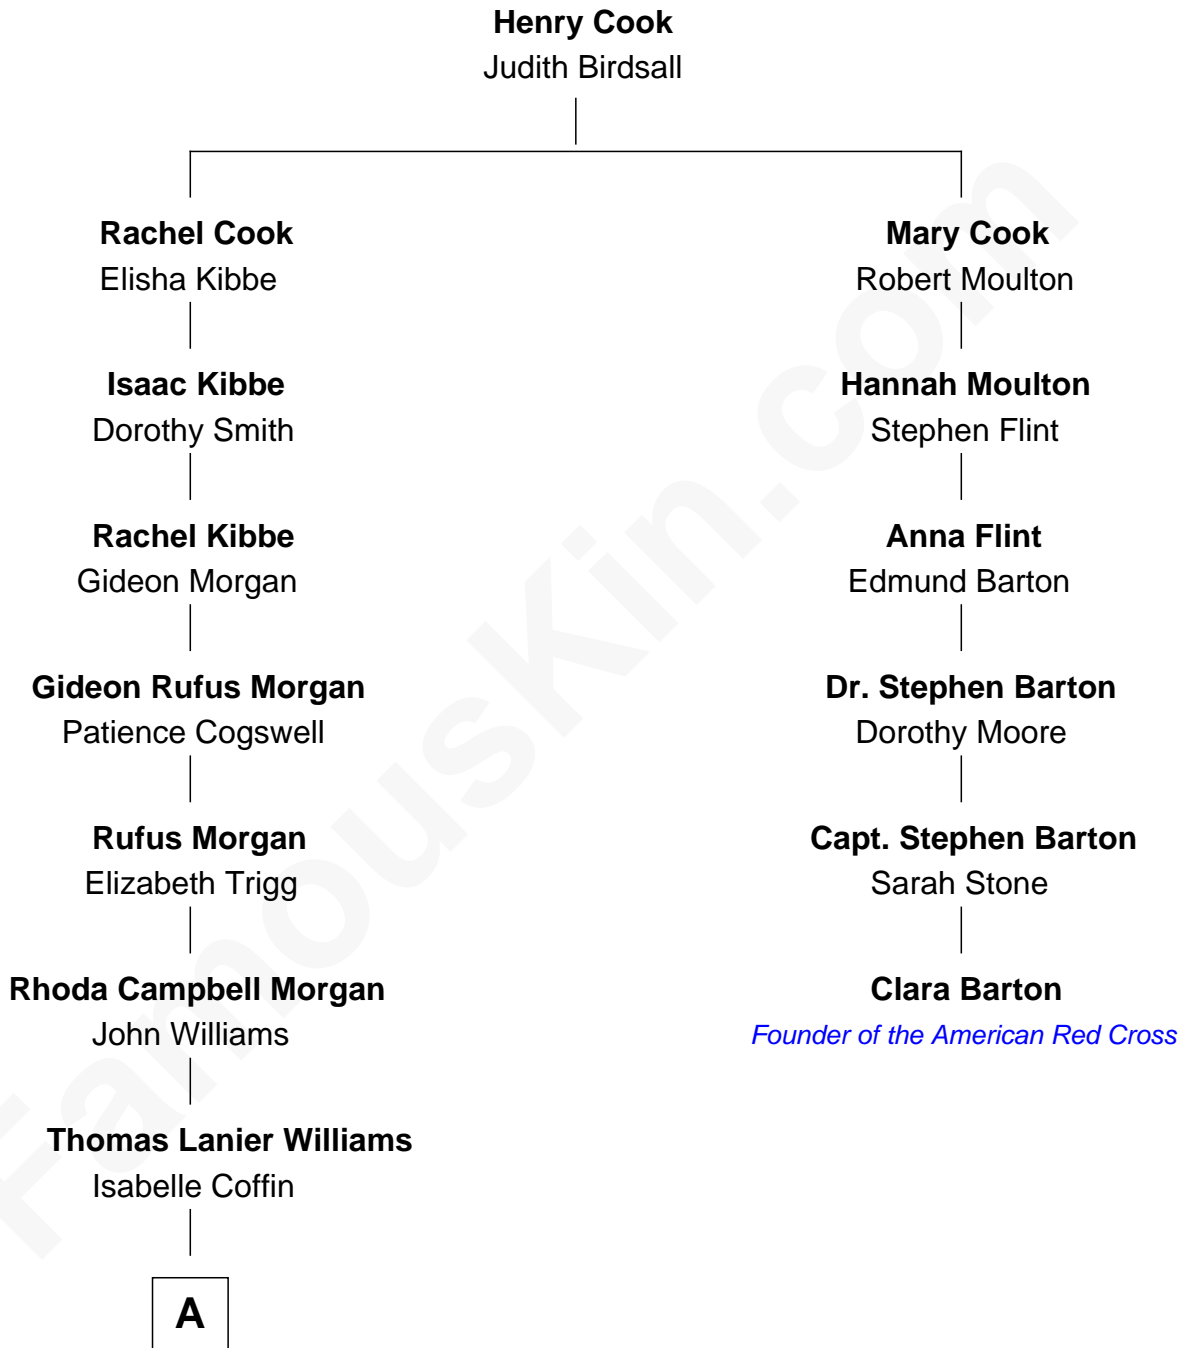 Henry Cook
Judith Birdsall
Rachel Cook
Elisha Kibbe
Mary Cook
Robert Moulton
Isaac Kibbe
Dorothy Smith
Hannah Moulton
Stephen Flint
Rachel Kibbe
Gideon Morgan
Anna Flint
Edmund Barton
Gideon Rufus Morgan
Patience Cogswell
Dr. Stephen Barton
Dorothy Moore
Rufus Morgan
Elizabeth Trigg
Capt. Stephen Barton
Sarah Stone
Rhoda Campbell Morgan
John Williams
Clara Barton
Founder of the American Red Cross
Thomas Lanier Williams
Isabelle Coffin
A
FamousKin.com